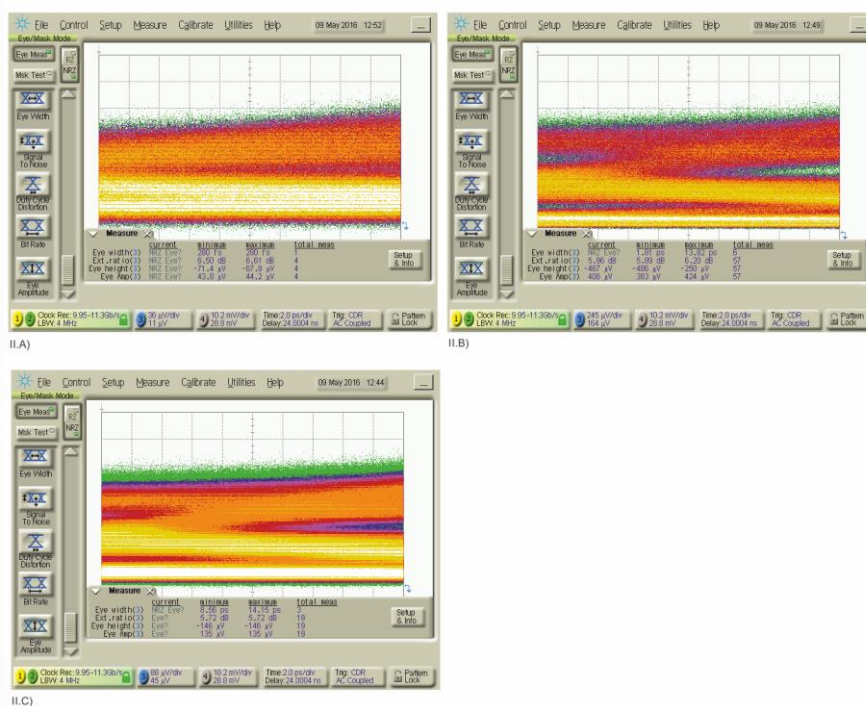 File Control Setup Measure Calibrate Utilities Help 09 May 2016 12:52
Eye/Mask Mode
Eye Meas
RZ
NRZ
Msk Test
Eye Width
Signal
To Noise
Duty Cycle
Distortion
Bit Rate
Eye
Amplitude
Measure
current minimum maximum total meas
Eye width(3) NRZ Eye? 280 fs 280 fs 1
Ext.ratio(3) NRZ Eye? 6.50 dB 6.61 dB 4
Eye height(3) NRZ Eye? -71.4 µV -67.8 µV 4
Eye Amp(3) NRZ Eye? 43.8 µV 44.2 µV 4
Setup
& Info
1 2 Clock Rec: 9.95-11.3Gb/s
LBW: 4 MHz
3 36 µV/div
11 µV
4 10.2 mV/div
28.8 mV
Time:2.0 ps/div
Delay:24.0004 ns
Trig: CDR
AC Coupled
Pattern
Lock
II.A)
File Control Setup Measure Calibrate Utilities Help 09 May 2016 12:49
Eye/Mask Mode
Eye Meas
RZ
NRZ
Msk Test
Eye Width
Signal
To Noise
Duty Cycle
Distortion
Bit Rate
Eye
Amplitude
Measure
current minimum maximum total meas
Eye width(3) NRZ Eye? 1.81 ps 13.82 ps 6
Ext.ratio(3) 5.96 dB 5.89 dB 6.20 dB 57
Eye height(3) -467 µV -250 µV 57
Eye Amp(3) 408 µV 383 µV 424 µV 57
Setup
& Info
1 2 Clock Rec: 9.95-11.3Gb/s
LBW: 4 MHz
3 245 µV/div
164 µV
4 10.2 mV/div
28.8 mV
Time:2.0 ps/div
Delay:24.0004 ns
Trig: CDR
AC Coupled
Pattern
Lock
II.B)
File Control Setup Measure Calibrate Utilities Help 09 May 2016 12:44
Eye/Mask Mode
Eye Meas
RZ
NRZ
Msk Test
Eye Width
Signal
To Noise
Duty Cycle
Distortion
Bit Rate
Eye
Amplitude
Measure
current minimum maximum total meas
Eye width(3) NRZ Eye? 8.56 ps 14.15 ps 3
Ext.ratio(3) Eye? 5.72 dB 5.72 dB 19
Eye height(3) Eye? -146 µV -146 µV 19
Eye Amp(3) Eye? 135 µV 135 µV 19
Setup
& Info
1 2 Clock Rec: 9.95-11.3Gb/s
LBW: 4 MHz
3 88 µV/div
45 µV
4 10.2 mV/div
28.8 mV
Time:2.0 ps/div
Delay:24.0004 ns
Trig: CDR
AC Coupled
Pattern
Lock
II.C)